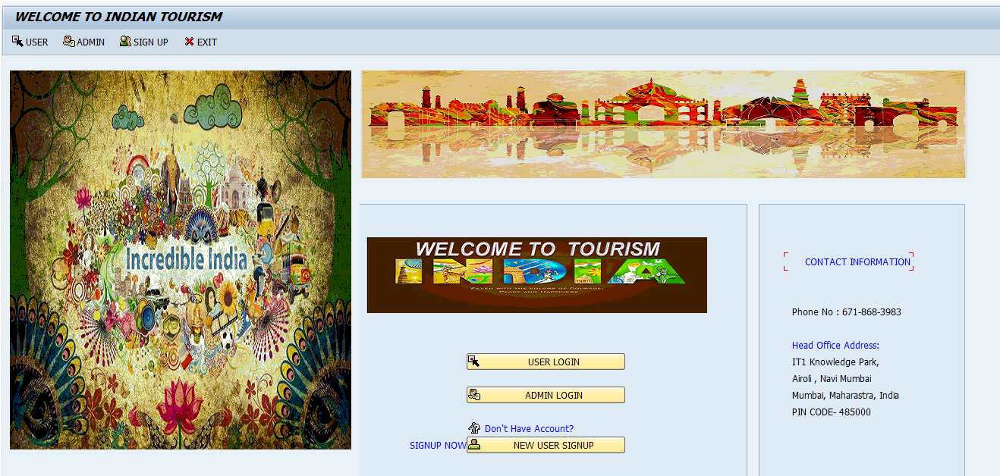 WELCOME TO INDIAN TOURISM
USER ADMIN SIGN UP EXIT
Incredible India
WELCOME TO TOURISM
INDIA
FILLED WITH THE COLORS OF COURAGE,
PEACE AND HAPPINESS
USER LOGIN
ADMIN LOGIN
Don't Have Account?
SIGNUP NOW NEW USER SIGNUP
CONTACT INFORMATION
Phone No : 671-868-3983
Head Office Address:
IT1 Knowledge Park,
Airoli , Navi Mumbai
Mumbai, Maharastra, India
PIN CODE- 485000